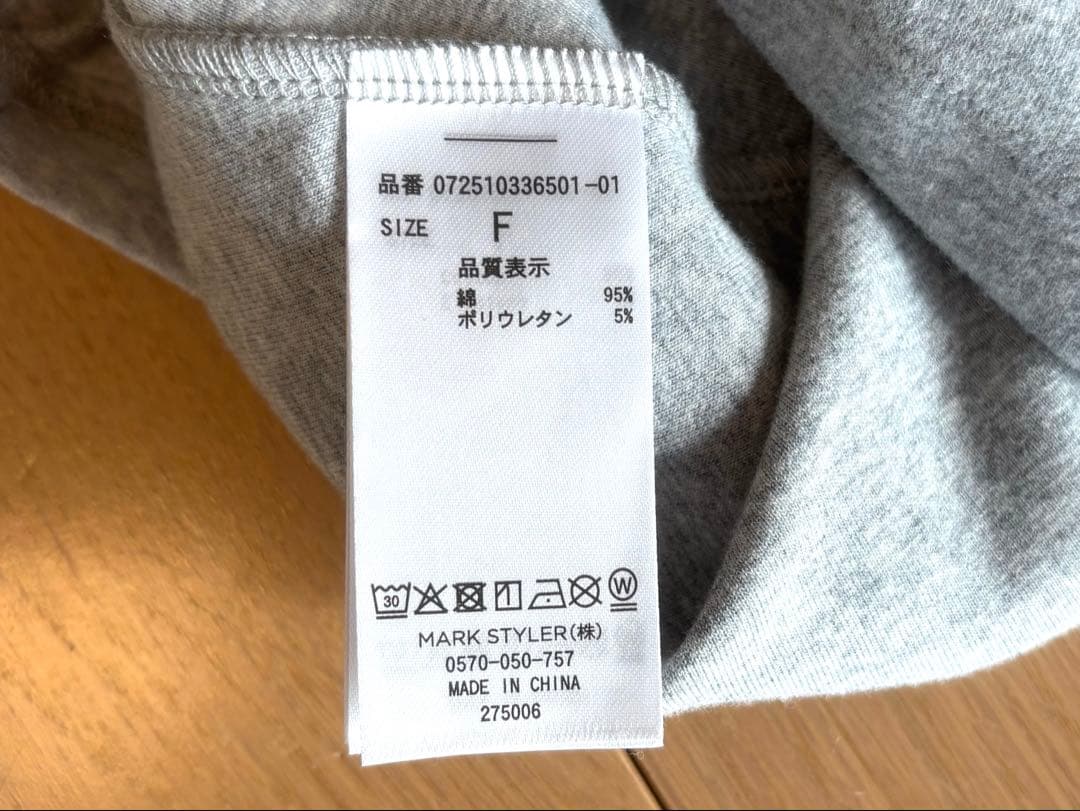 品番 072510336501-01
SIZE F
品質表示
綿 95%
ポリウレタン 5%
30 W
MARK STYLER(株)
0570-050-757
MADE IN CHINA
275006